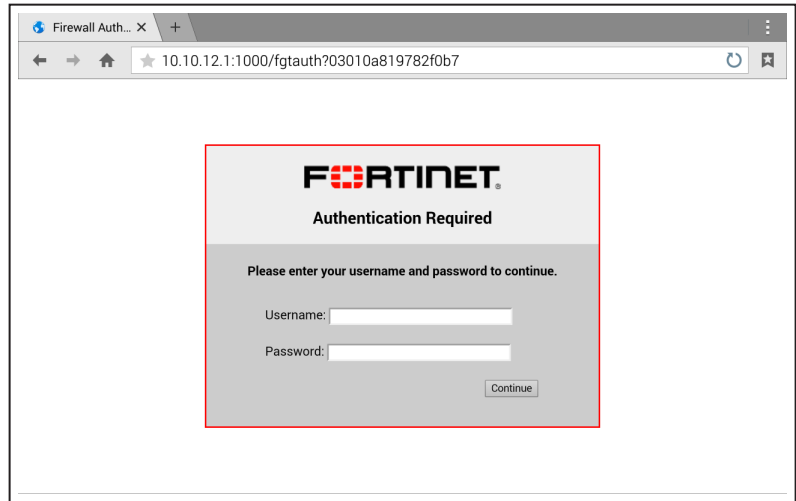 Firewall Auth...
10.10.12.1:1000/fgtauth?03010a819782f0b7
FORTINET®
Authentication Required
Please enter your username and password to continue.
Username:
Password:
Continue